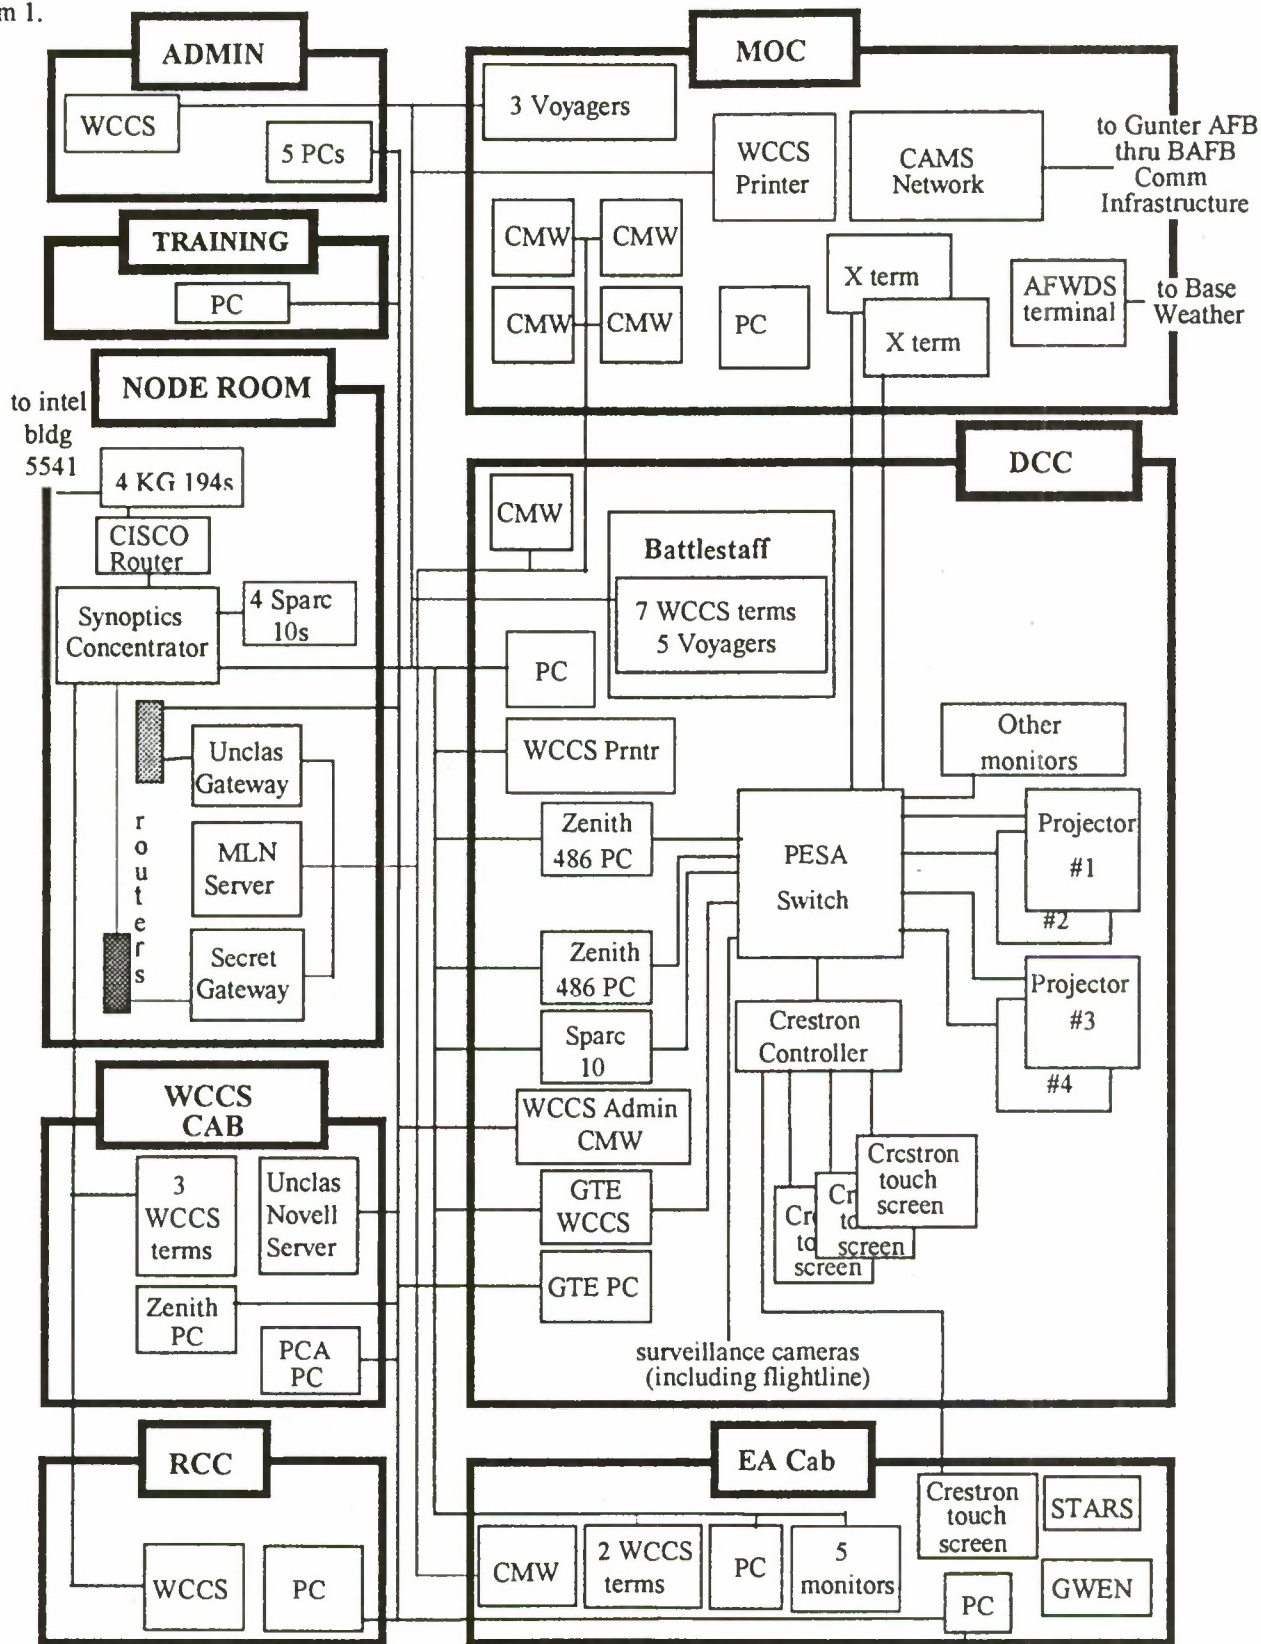 m 1.
ADMIN
WCCS
5 PCs
TRAINING
PC
NODE ROOM
to intel
bldg
5541
4 KG 194s
CISCO
Router
Synoptics
Concentrator
4 Sparc
10s
Unclas
Gateway
routers
MLN
Server
Secret
Gateway
WCCS
CAB
3
WCCS
terms
Unclas
Novell
Server
Zenith
PC
PCA
PC
RCC
WCCS
PC
MOC
3 Voyagers
WCCS
Printer
CAMS
Network
to Gunter AFB
thru BAFB
Comm
Infrastructure
CMW
CMW
CMW
CMW
PC
X term
X term
AFWDS
terminal
to Base
Weather
DCC
CMW
Battlestaff
7 WCCS terms
5 Voyagers
PC
WCCS Prntr
Zenith
486 PC
Zenith
486 PC
Sparc
10
WCCS Admin
CMW
GTE
WCCS
GTE PC
PESA
Switch
Other
monitors
Projector
#1
#2
Projector
#3
#4
Crestron
Controller
Crestron
touch
screen
Cr
to
screen
Cr
to
screen
surveillance cameras
(including flightline)
EA Cab
CMW
2 WCCS
terms
PC
5
monitors
Crestron
touch
screen
STARS
PC
GWEN